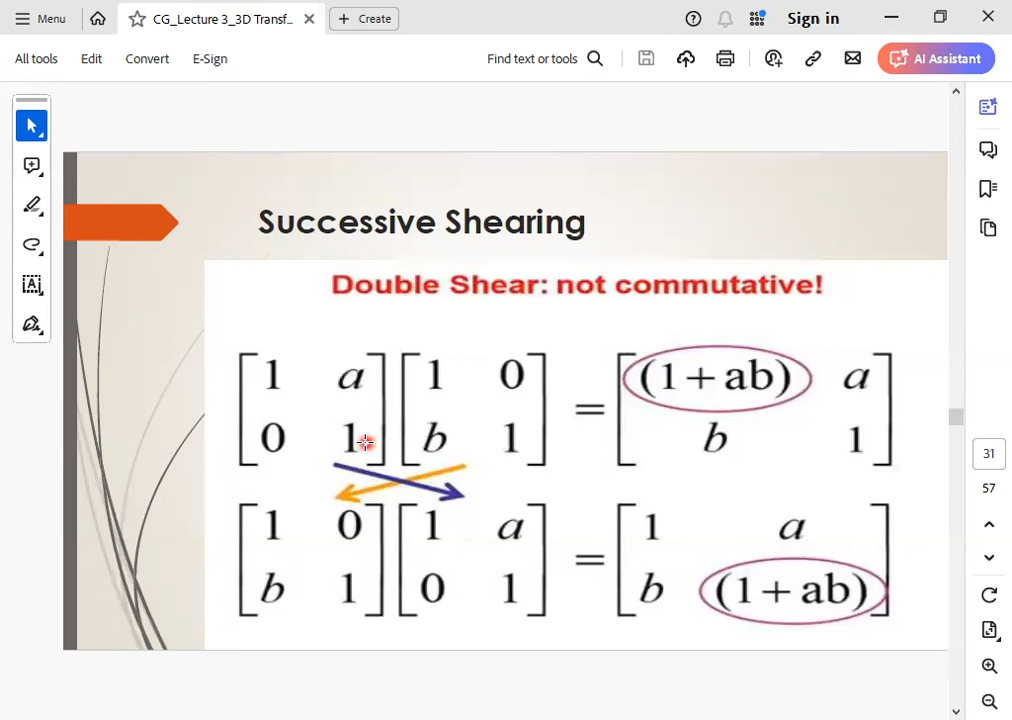 Menu CG_Lecture 3_3D Transf... Create Sign in
All tools Edit Convert E-Sign Find text or tools AI Assistant
Successive Shearing
Double Shear: not commutative!
[1 a] [1 0] = [(1 + ab) a]
[0 1] [b 1] [b 1]
[1 0] [1 a] = [1 a]
[b 1] [0 1] [b (1 + ab)]
31
57